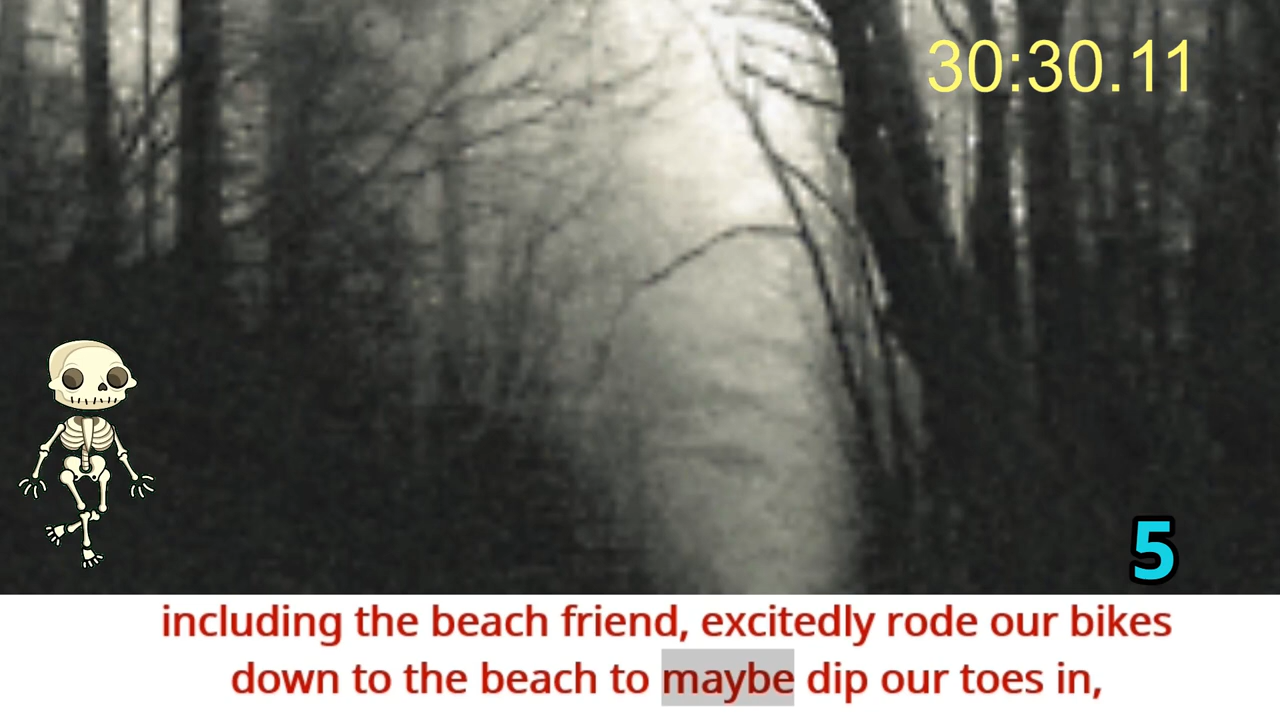 30:30.11
5
including the beach friend, excitedly rode our bikes
down to the beach to maybe dip our toes in,